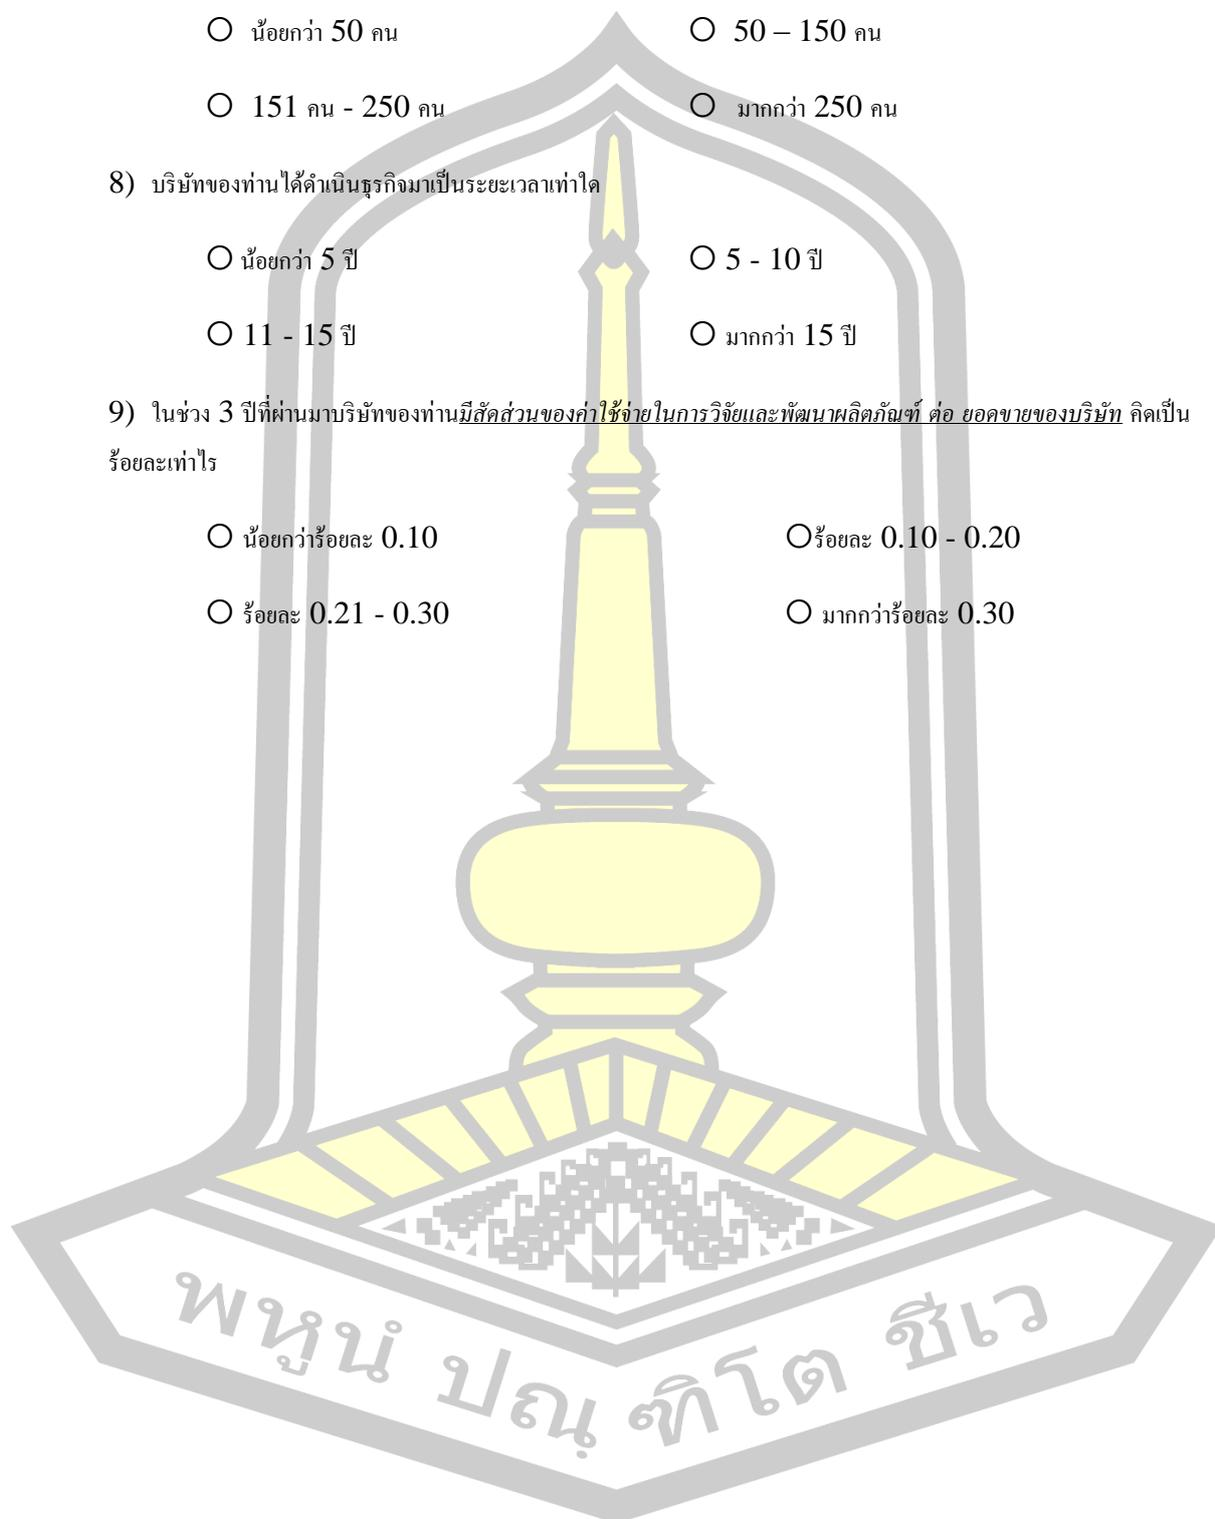 ○ น้อยกว่า 50 คน ○ 50 – 150 คน
○ 151 คน - 250 คน ○ มากกว่า 250 คน
8) บริษัทของท่านได้ดำเนินธุรกิจมาเป็นระยะเวลาเท่าใด
○ น้อยกว่า 5 ปี ○ 5 - 10 ปี
○ 11 - 15 ปี ○ มากกว่า 15 ปี
9) ในช่วง 3 ปีที่ผ่านมาบริษัทของท่านมีสัดส่วนของค่าใช้จ่ายในการวิจัยและพัฒนาผลิตภัณฑ์ ต่อ ยอดขายของบริษัท คิดเป็น
ร้อยละเท่าไร
○ น้อยกว่าร้อยละ 0.10 ○ร้อยละ 0.10 - 0.20
○ ร้อยละ 0.21 - 0.30 ○ มากกว่าร้อยละ 0.30
พหูนํ ปณฺ ฑิโต ชีเว